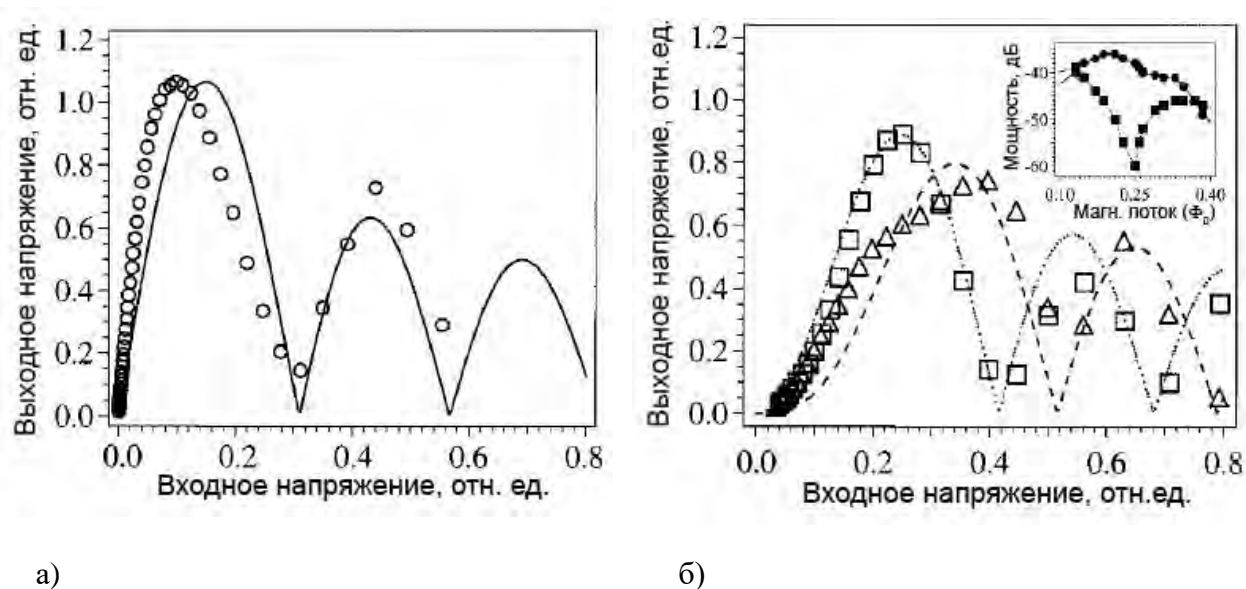 Выходное напряжение, отн. ед.
1.2
1.0
0.8
0.6
0.4
0.2
0.0
0.0 0.2 0.4 0.6 0.8
Входное напряжение, отн. ед.
а)
Выходное напряжение, отн.ед.
1.2
1.0
0.8
0.6
0.4
0.2
0.0
0.0 0.2 0.4 0.6 0.8
Входное напряжение, отн.ед.
Мощность, дБ
-40
-50
-60
0.10 0.25 0.40
Магн. поток (Ф₀)
б)